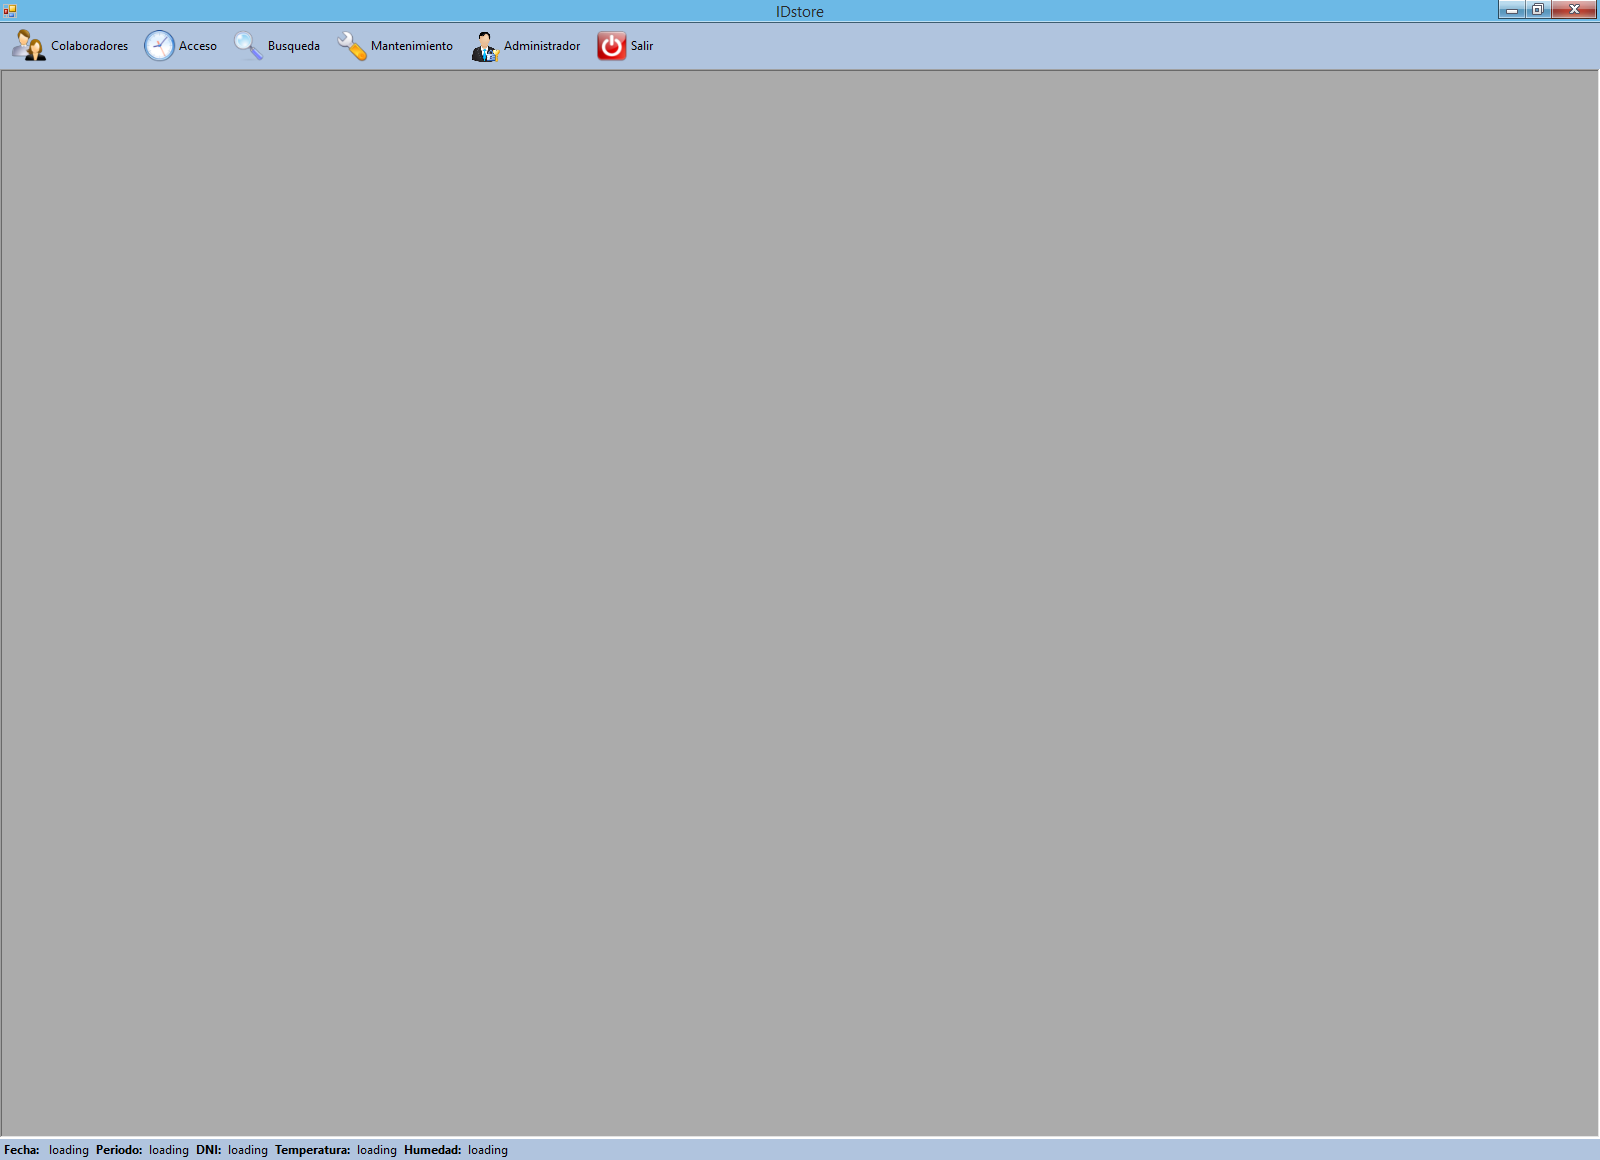 IDstore
Colaboradores Acceso Busqueda Mantenimiento Administrador Salir
Fecha: loading Periodo: loading DNI: loading Temperatura: loading Humedad: loading